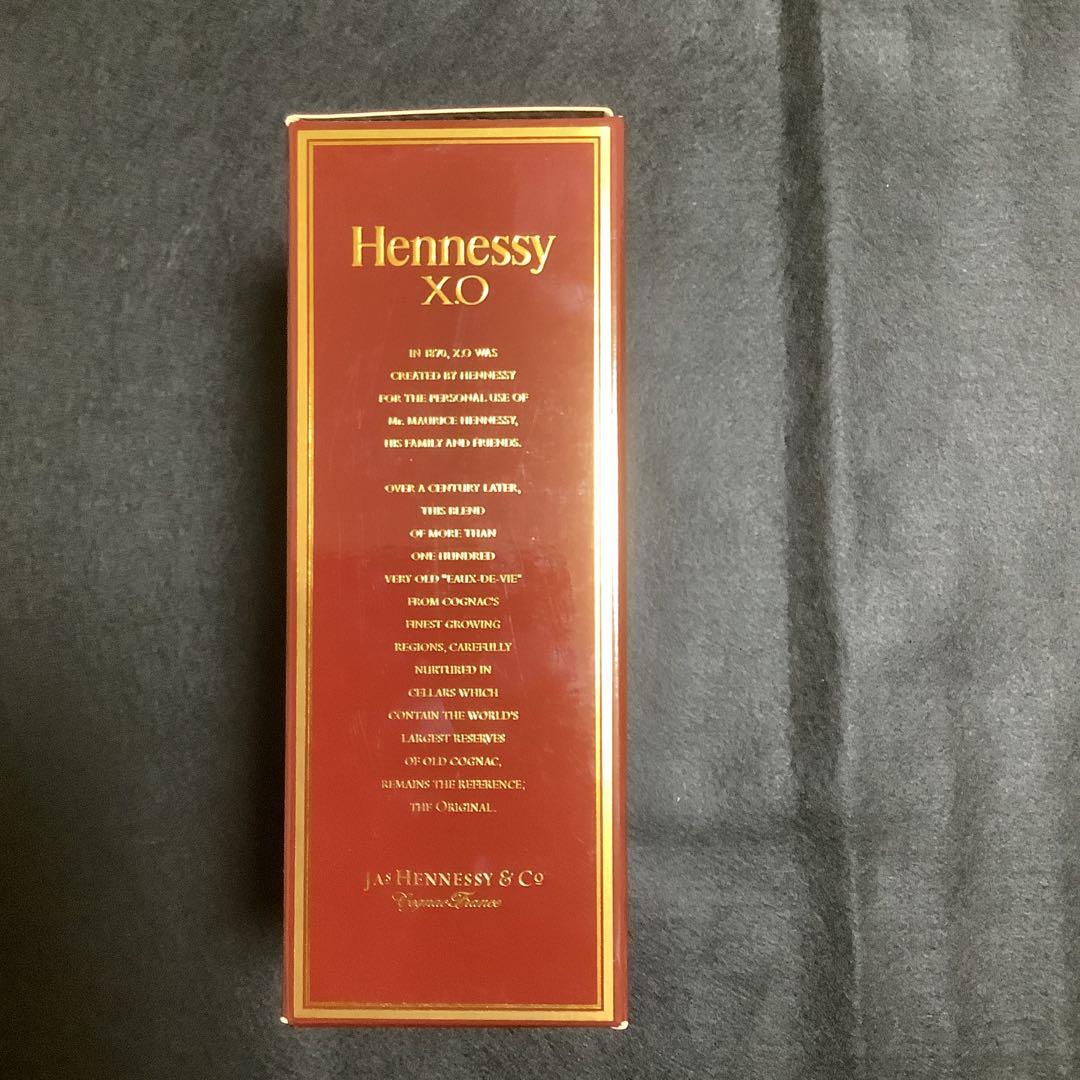 Hennessy
X.O
IN 1870, X.O WAS
CREATED BY HENNESSY
FOR THE PERSONAL USE OF
Mr. MAURICE HENNESSY,
HIS FAMILY AND FRIENDS.
OVER A CENTURY LATER,
THIS BLEND
OF MORE THAN
ONE HUNDRED
VERY OLD "EAUX-DE-VIE"
FROM COGNAC'S
FINEST GROWING
REGIONS, CAREFULLY
NURTURED IN
CELLARS WHICH
CONTAIN THE WORLD'S
LARGEST RESERVES
OF OLD COGNAC,
REMAINS THE REFERENCE;
THE ORIGINAL.
JAS HENNESSY & CO
Cognac France